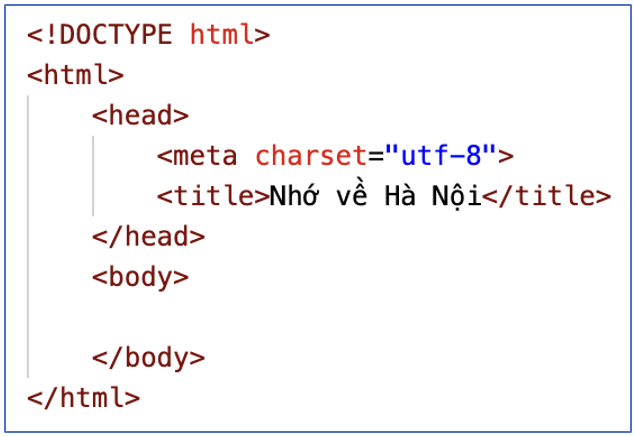 <!DOCTYPE html>
<html>
<head>
<meta charset="utf-8">
<title>Nhớ về Hà Nội</title>
</head>
<body>
</body>
</html>